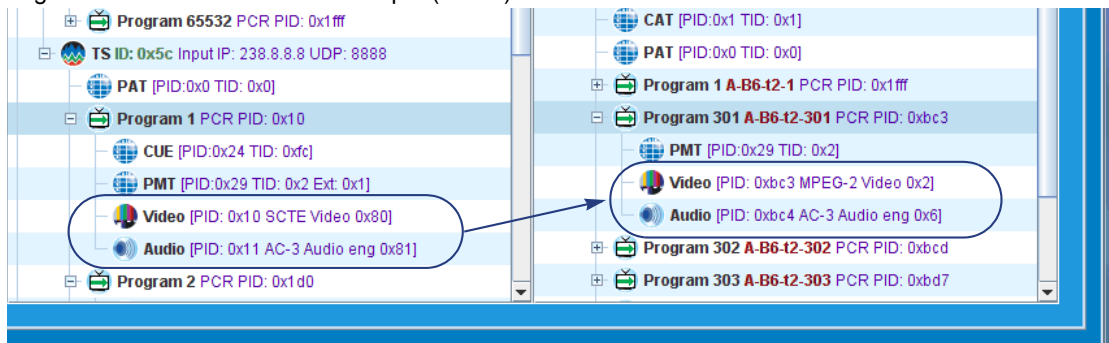 Program 65532 PCR PID: 0x1fff
TS ID: 0x5c Input IP: 238.8.8.8 UDP: 8888
PAT [PID:0x0 TID: 0x0]
Program 1 PCR PID: 0x10
CUE [PID:0x24 TID: 0xfc]
PMT [PID:0x29 TID: 0x2 Ext: 0x1]
Video [PID: 0x10 SCTE Video 0x80]
Audio [PID: 0x11 AC-3 Audio eng 0x81]
Program 2 PCR PID: 0x1d0
CAT [PID:0x1 TID: 0x1]
PAT [PID:0x0 TID: 0x0]
Program 1 A-B6-t2-1 PCR PID: 0x1fff
Program 301 A-B6-t2-301 PCR PID: 0xbc3
PMT [PID:0x29 TID: 0x2]
Video [PID: 0xbc3 MPEG-2 Video 0x2]
Audio [PID: 0xbc4 AC-3 Audio eng 0x6]
Program 302 A-B6-t2-302 PCR PID: 0xbcd
Program 303 A-B6-t2-303 PCR PID: 0xbd7